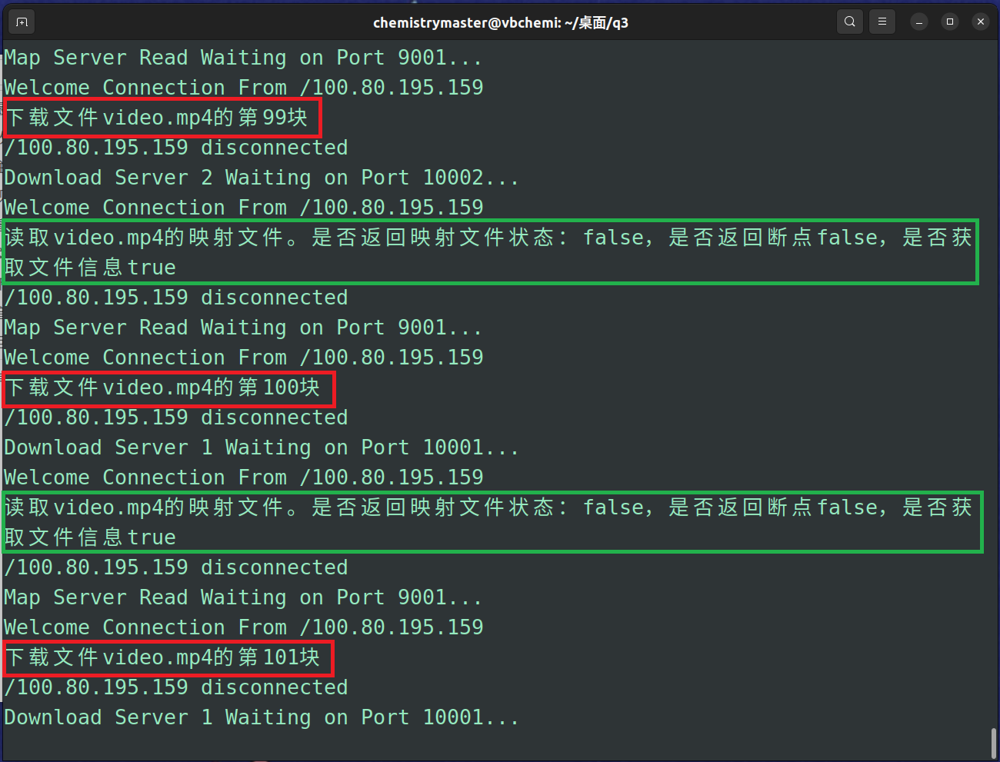 chemistrymaster@vbchemi: ~/桌面/q3
Map Server Read Waiting on Port 9001...
Welcome Connection From /100.80.195.159
下载文件video.mp4的第99块
/100.80.195.159 disconnected
Download Server 2 Waiting on Port 10002...
Welcome Connection From /100.80.195.159
读取video.mp4的映射文件。是否返回映射文件状态：false，是否返回断点false，是否获
取文件信息true
/100.80.195.159 disconnected
Map Server Read Waiting on Port 9001...
Welcome Connection From /100.80.195.159
下载文件video.mp4的第100块
/100.80.195.159 disconnected
Download Server 1 Waiting on Port 10001...
Welcome Connection From /100.80.195.159
读取video.mp4的映射文件。是否返回映射文件状态：false，是否返回断点false，是否获
取文件信息true
/100.80.195.159 disconnected
Map Server Read Waiting on Port 9001...
Welcome Connection From /100.80.195.159
下载文件video.mp4的第101块
/100.80.195.159 disconnected
Download Server 1 Waiting on Port 10001...